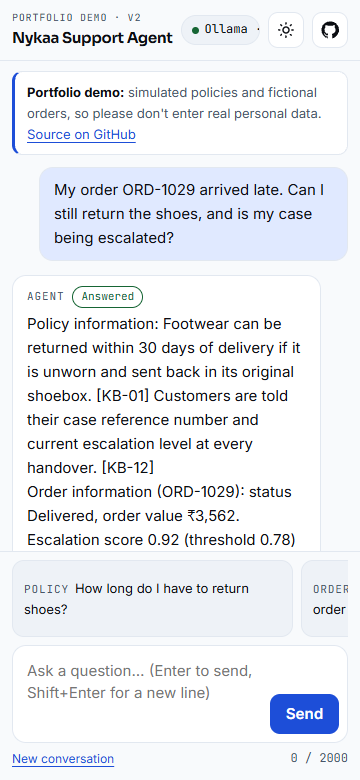 PORTFOLIO DEMO · V2
Nykaa Support Agent
Ollama ·
Portfolio demo: simulated policies and fictional
orders, so please don't enter real personal data.
Source on GitHub
My order ORD-1029 arrived late. Can I
still return the shoes, and is my case
being escalated?
AGENT Answered
Policy information: Footwear can be
returned within 30 days of delivery if it
is unworn and sent back in its original
shoebox. [KB-01] Customers are told
their case reference number and
current escalation level at every
handover. [KB-12]
Order information (ORD-1029): status
Delivered, order value ₹3,562.
Escalation score 0.92 (threshold 0.78)
POLICY How long do I have to return
shoes?
ORDER
order
Ask a question... (Enter to send,
Shift+Enter for a new line)
Send
New conversation
0 / 2000